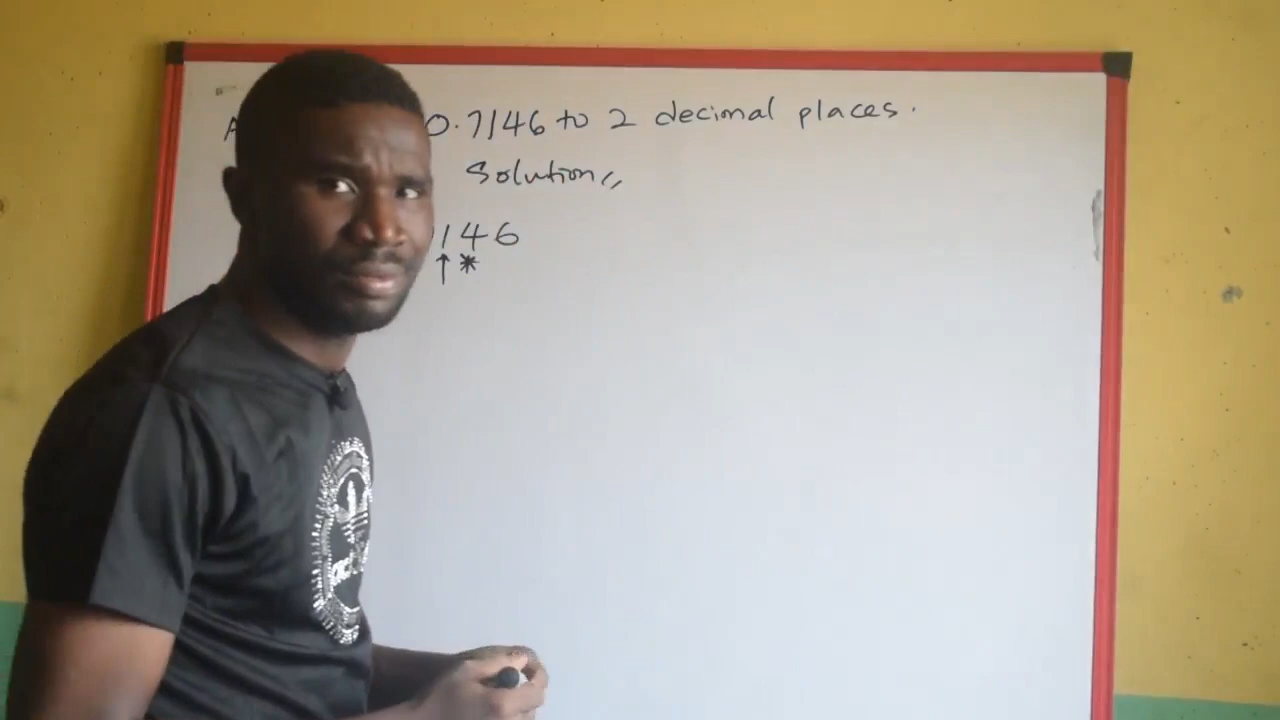 0.7146 to 2 decimal places.
Solution,,
146
↑ *